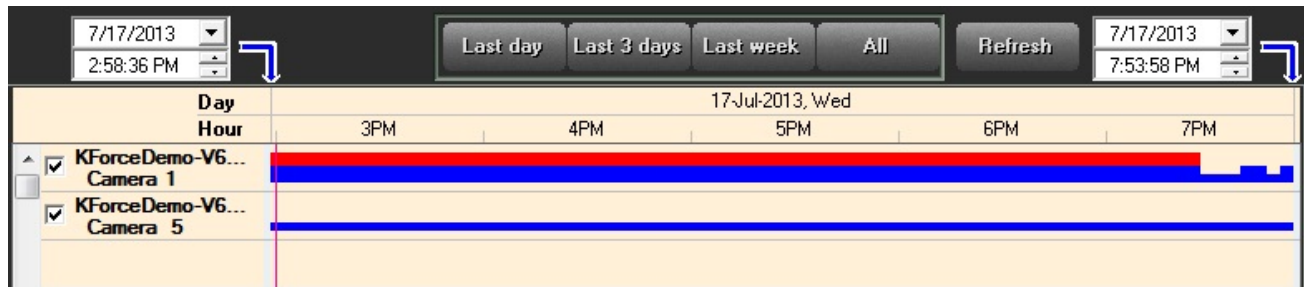 7/17/2013
2:58:36 PM
Last day Last 3 days Last week All Refresh
7/17/2013
7:53:58 PM
Day 17-Jul-2013, Wed
Hour 3PM 4PM 5PM 6PM 7PM
KForceDemo-V6...
Camera 1
KForceDemo-V6...
Camera 5